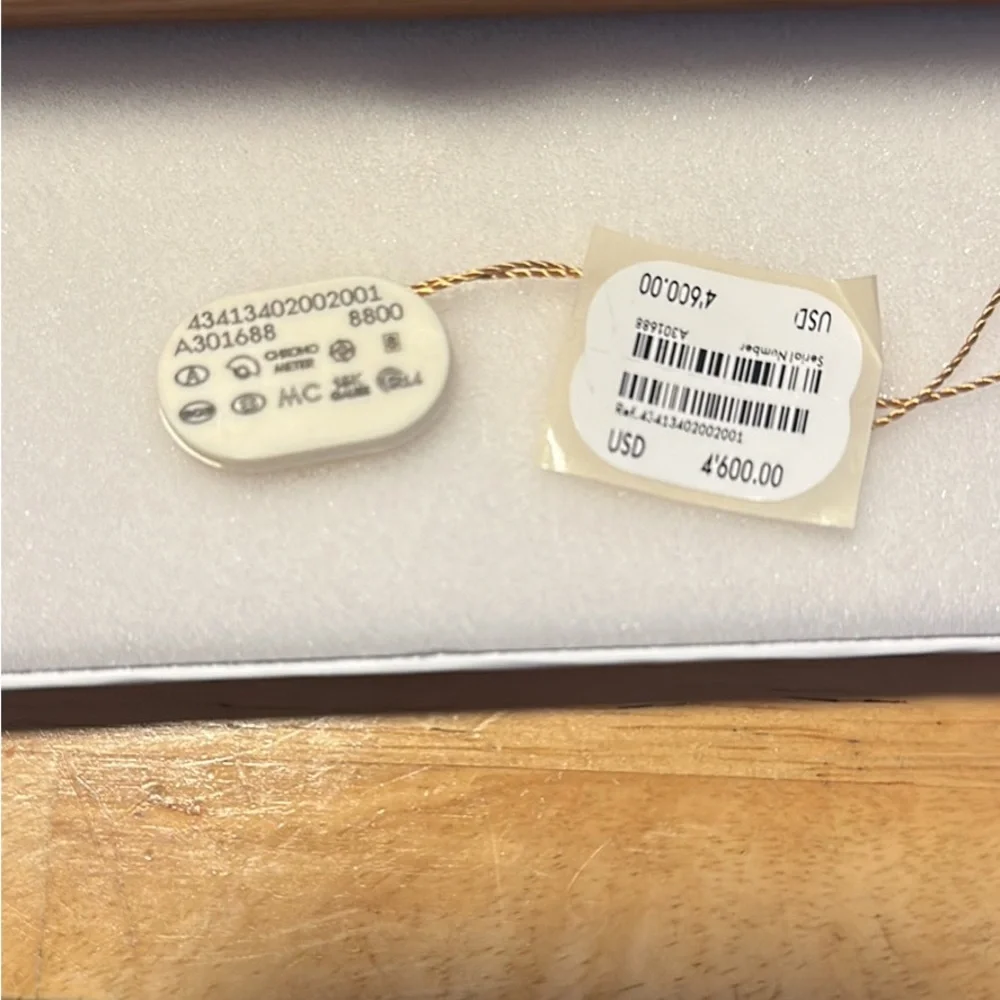 43413402002001
A301688 8800
CHRONO
METER
MC
USD 4'600.00
Serial Number A301688
Ref. 43413402002001
USD 4'600.00